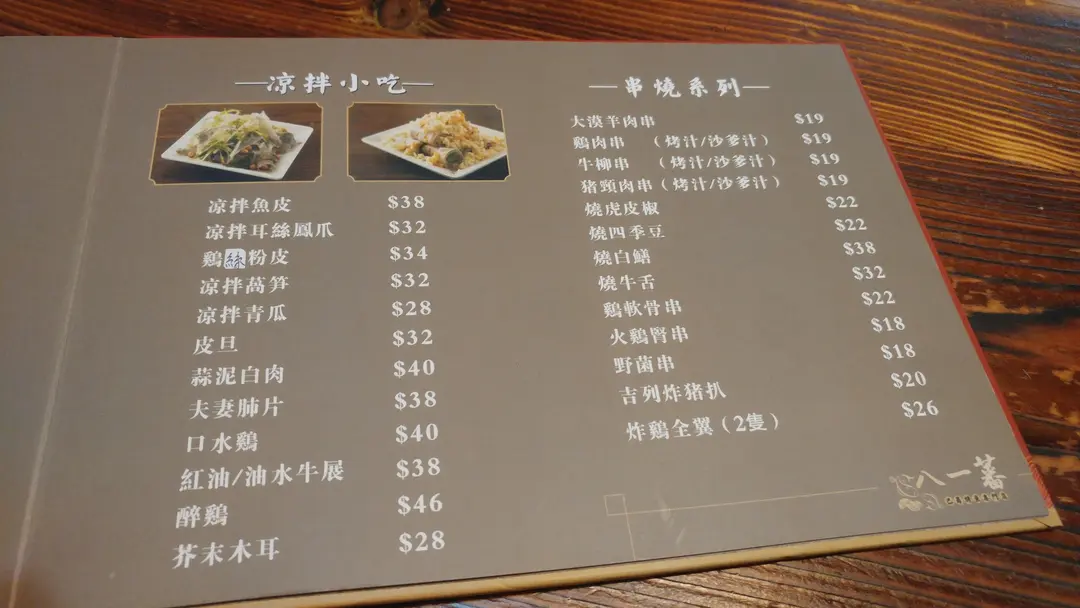 凉拌小吃
凉拌魚皮 $38
凉拌耳絲鳳爪 $32
鷄絲粉皮 $34
凉拌萵笋 $32
凉拌青瓜 $28
皮旦 $32
蒜泥白肉 $40
夫妻肺片 $38
口水鷄 $40
紅油/油水牛展 $38
醉鷄 $46
芥末木耳 $28
串燒系列
大漠羊肉串 $19
鷄肉串 (烤汁/沙爹汁) $19
牛柳串 (烤汁/沙爹汁) $19
猪頸肉串(烤汁/沙爹汁) $19
燒虎皮椒 $22
燒四季豆 $22
燒白鱔 $38
燒牛舌 $32
鷄軟骨串 $22
火鷄腎串 $18
野菌串 $18
吉列炸猪扒 $20
炸鷄全翼(2隻) $26
八一蕃